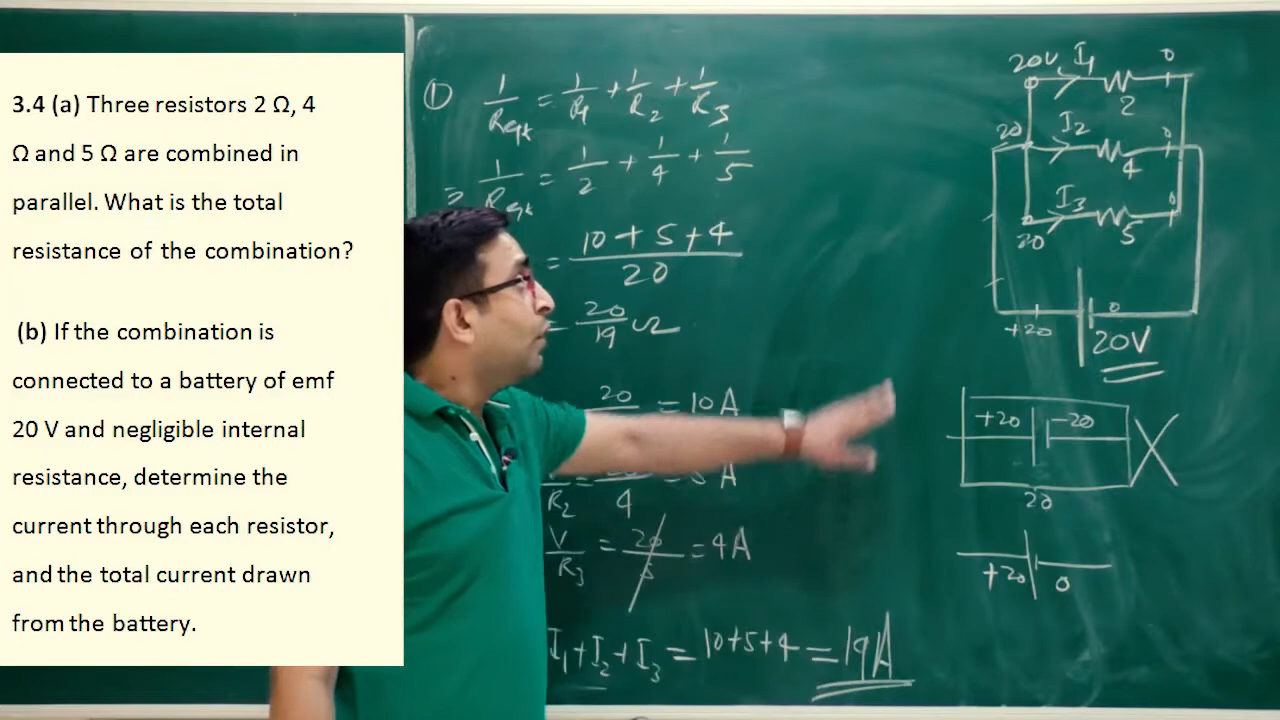 3.4 (a) Three resistors 2 Ω, 4
Ω and 5 Ω are combined in
parallel. What is the total
resistance of the combination?
(b) If the combination is
connected to a battery of emf
20 V and negligible internal
resistance, determine the
current through each resistor,
and the total current drawn
from the battery.
① 1/Reqt = 1/R1 + 1/R2 + 1/R3
⇒ 1/Reqt = 1/2 + 1/4 + 1/5
= 10+5+4/20
= 20/19 Ω
20 = 10A
R2 = 4 A
V/R3 = 20/5 = 4A
I1+I2+I3 = 10+5+4 = 19A
20V I1 0
2
20 I2 0
4
I3 0
20 5
+20 0
20V
+20 -20 X
20
+20 0